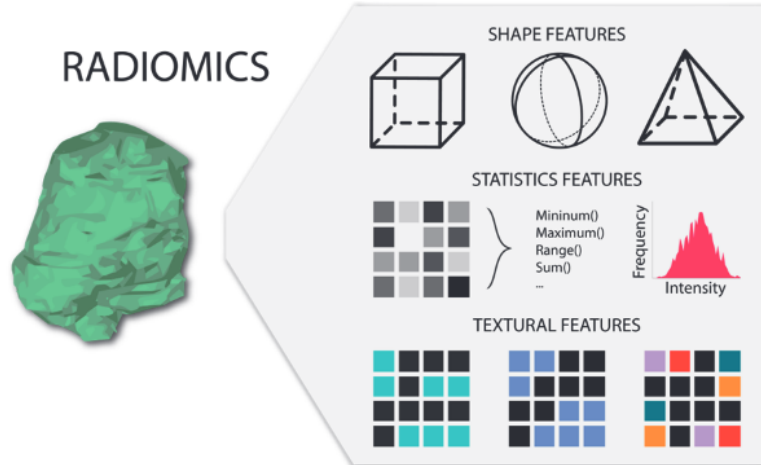 RADIOMICS
SHAPE FEATURES
STATISTICS FEATURES
Mininum()
Maximum()
Range()
Sum()
...
Frequency
Intensity
TEXTURAL FEATURES